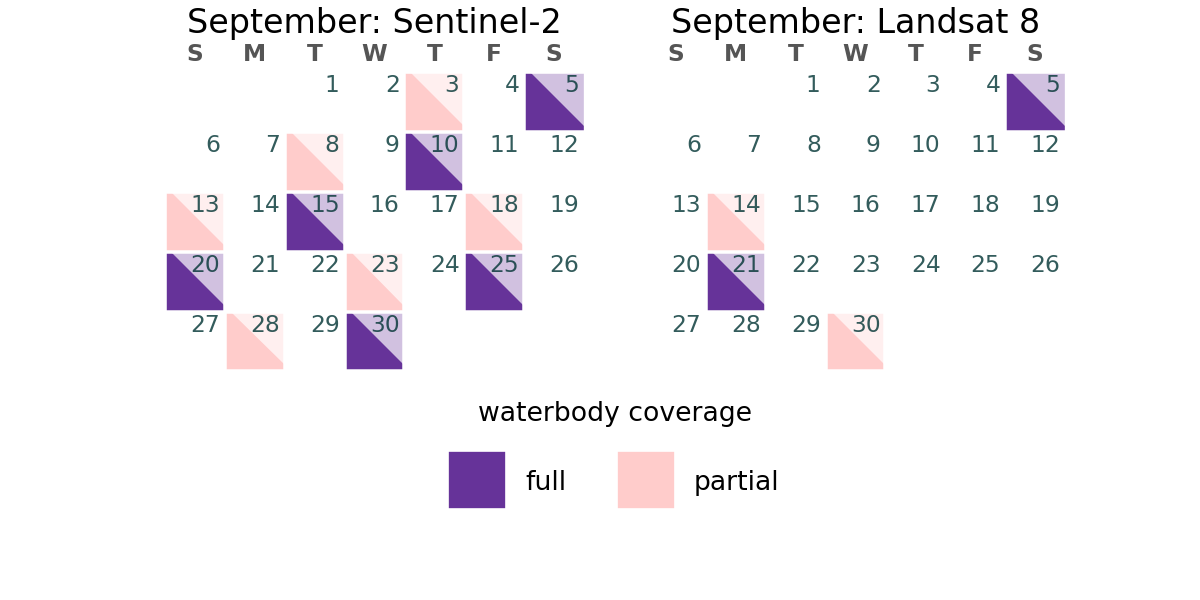 September: Sentinel-2
S M T W T F S
1 2 3 4 5
6 7 8 9 10 11 12
13 14 15 16 17 18 19
20 21 22 23 24 25 26
27 28 29 30
September: Landsat 8
S M T W T F S
1 2 3 4 5
6 7 8 9 10 11 12
13 14 15 16 17 18 19
20 21 22 23 24 25 26
27 28 29 30
waterbody coverage
full partial